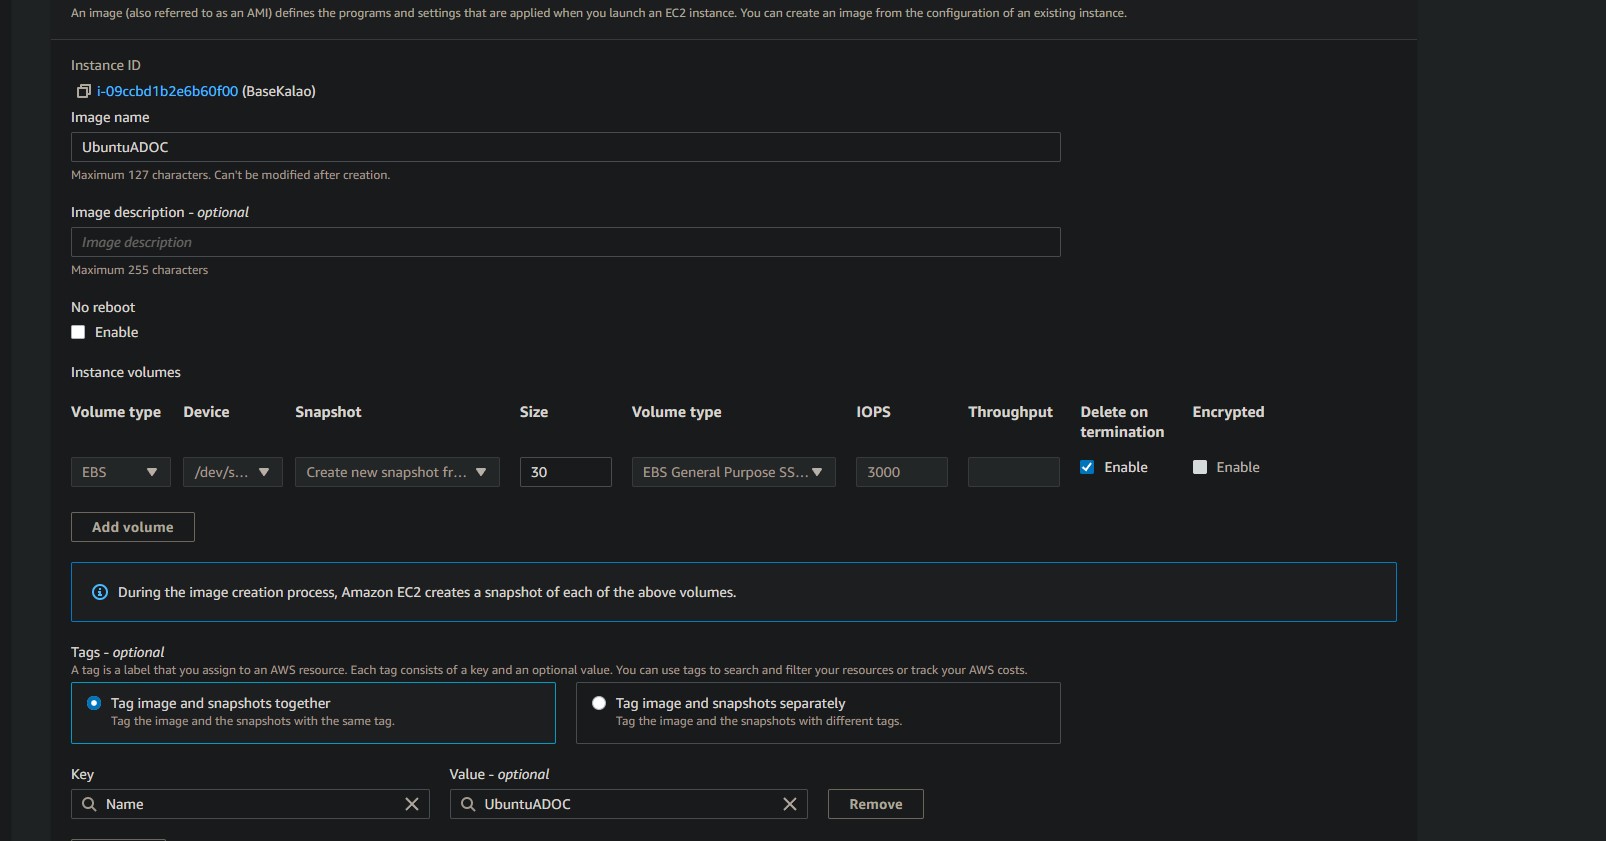 An image (also referred to as an AMI) defines the programs and settings that are applied when you launch an EC2 instance. You can create an image from the configuration of an existing instance.
Instance ID
i-09ccbd1b2e6b60f00 (BaseKalao)
Image name
UbuntuADOC
Maximum 127 characters. Can't be modified after creation.
Image description - optional
Image description
Maximum 255 characters
No reboot
Enable
Instance volumes
Volume type Device Snapshot Size Volume type IOPS Throughput Delete on termination Encrypted
EBS /dev/s... Create new snapshot fr... 30 EBS General Purpose SS... 3000 Enable Enable
Add volume
During the image creation process, Amazon EC2 creates a snapshot of each of the above volumes.
Tags - optional
A tag is a label that you assign to an AWS resource. Each tag consists of a key and an optional value. You can use tags to search and filter your resources or track your AWS costs.
Tag image and snapshots together
Tag the image and the snapshots with the same tag.
Tag image and snapshots separately
Tag the image and the snapshots with different tags.
Key Value - optional
Name UbuntuADOC Remove